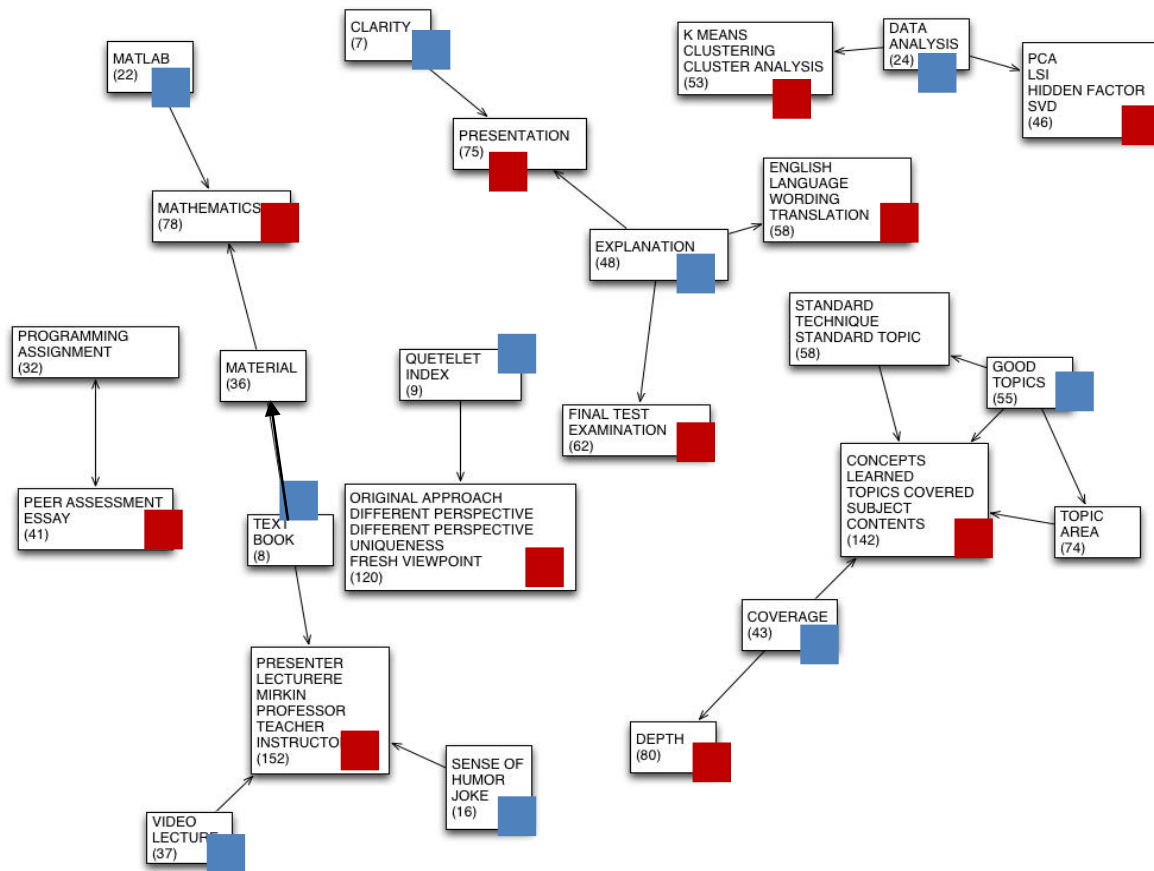 CLARITY
(7)
K MEANS
CLUSTERING
CLUSTER ANALYSIS
(53)
DATA
ANALYSIS
(24)
PCA
LSI
HIDDEN FACTOR
SVD
(46)
MATLAB
(22)
PRESENTATION
(75)
ENGLISH
LANGUAGE
WORDING
TRANSLATION
(58)
MATHEMATICS
(78)
EXPLANATION
(48)
STANDARD
TECHNIQUE
STANDARD TOPIC
(58)
PROGRAMMING
ASSIGNMENT
(32)
MATERIAL
(36)
QUETELET
INDEX
(9)
GOOD
TOPICS
(55)
FINAL TEST
EXAMINATION
(62)
CONCEPTS
LEARNED
TOPICS COVERED
SUBJECT
CONTENTS
(142)
PEER ASSESSMENT
ESSAY
(41)
TEXT
BOOK
(8)
ORIGINAL APPROACH
DIFFERENT PERSPECTIVE
DIFFERENT PERSPECTIVE
UNIQUENESS
FRESH VIEWPOINT
(120)
TOPIC
AREA
(74)
COVERAGE
(43)
PRESENTER
LECTURERE
MIRKIN
PROFESSOR
TEACHER
INSTRUCTO
(152)
DEPTH
(80)
SENSE OF
HUMOR
JOKE
(16)
VIDEO
LECTURE
(37)